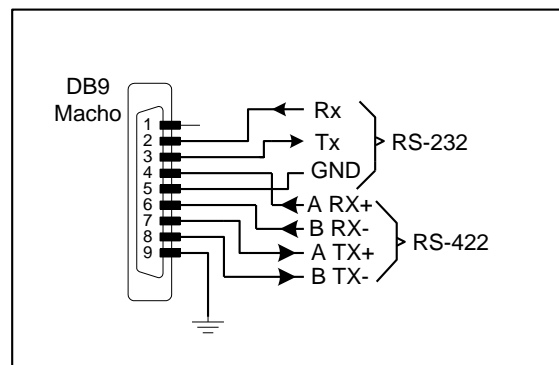 DB9
Macho
1
2
3
4
5
6
7
8
9
Rx
Tx
GND
RS-232
A RX+
B RX-
A TX+
B TX-
RS-422